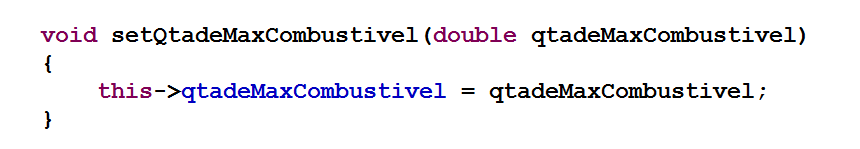 void setQtadeMaxCombustivel(double qtadeMaxCombustivel)
{
    this->qtadeMaxCombustivel = qtadeMaxCombustivel;
}